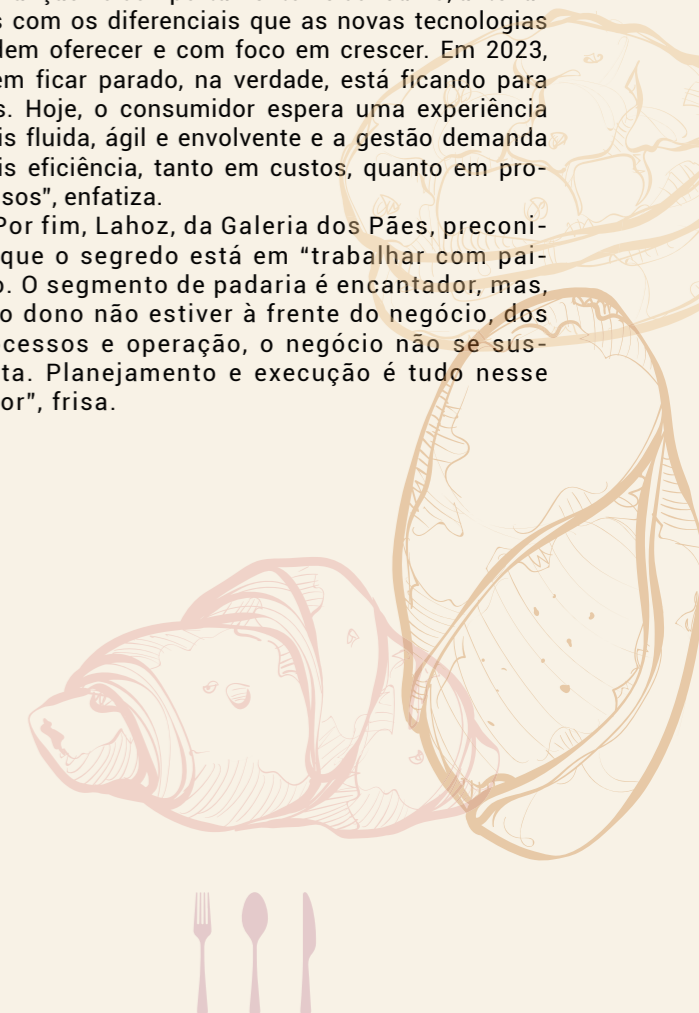 s com os diferenciais que as novas tecnologias
dem oferecer e com foco em crescer. Em 2023,
em ficar parado, na verdade, está ficando para
s. Hoje, o consumidor espera uma experiência
is fluida, ágil e envolvente e a gestão demanda
is eficiência, tanto em custos, quanto em pro-
sos", enfatiza.
Por fim, Lahoz, da Galeria dos Pães, preconi-
que o segredo está em “trabalhar com pai-
o. O segmento de padaria é encantador, mas,
o dono não estiver à frente do negócio, dos
cessos e operação, o negócio não se sus-
ta. Planejamento e execução é tudo nesse
or”, frisa.